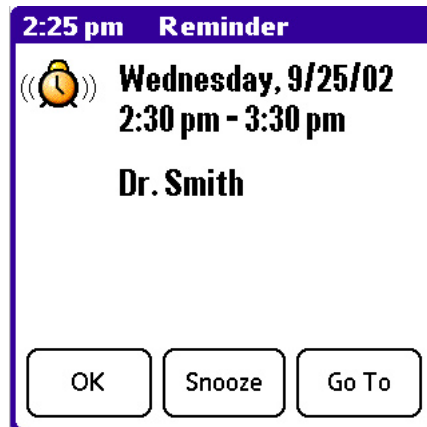 2:25 pm Reminder
Wednesday, 9/25/02
2:30 pm - 3:30 pm
Dr. Smith
OK Snooze Go To